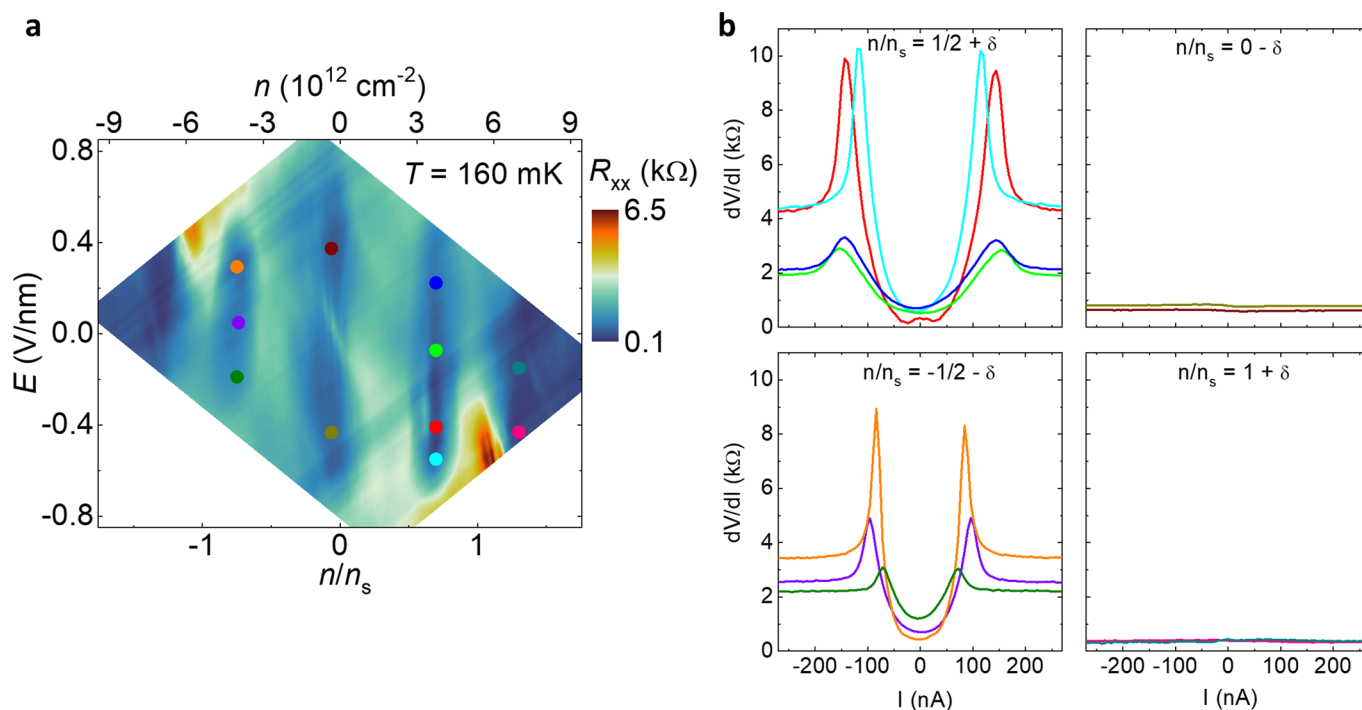 a
n (10¹² cm⁻²)
-9 -6 -3 0 3 6 9
T = 160 mK
Rxx (kΩ)
6.5
0.1
E (V/nm)
0.8
0.4
0.0
-0.4
-0.8
-1 0 1
n/ns
b
n/ns = 1/2 + δ
dV/dI (kΩ)
10
8
6
4
2
0
n/ns = 0 - δ
n/ns = -1/2 - δ
dV/dI (kΩ)
10
8
6
4
2
0
-200 -100 0 100 200
I (nA)
n/ns = 1 + δ
-200 -100 0 100 200
I (nA)